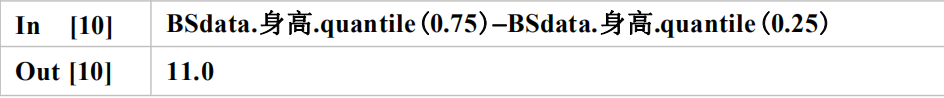 In [10] BSdata.身高.quantile(0.75)–BSdata.身高.quantile(0.25)
Out [10] 11.0